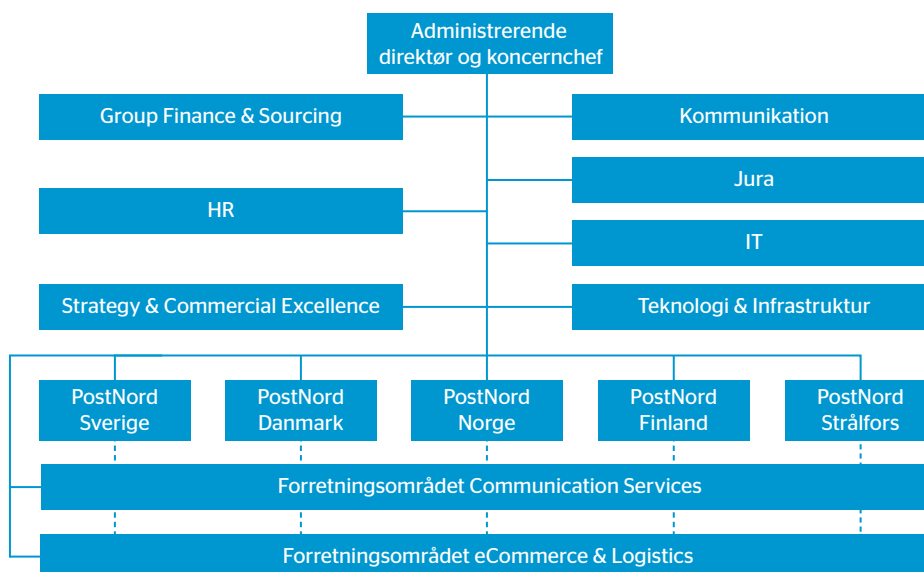 Administrerende
direktør og koncernchef
Group Finance & Sourcing
Kommunikation
Jura
HR
IT
Strategy & Commercial Excellence
Teknologi & Infrastruktur
PostNord
Sverige
PostNord
Danmark
PostNord
Norge
PostNord
Finland
PostNord
Strålfors
Forretningsområdet Communication Services
Forretningsområdet eCommerce & Logistics